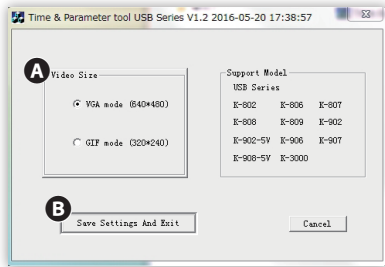 Time & Parameter tool USB Series V1.2 2016-05-20 17:38:57
A
Video Size
VGA mode (640*480)
GIF mode (320*240)
Support Model
USB Series
K-802 K-806 K-807
K-808 K-809 K-902
K-902-5V K-906 K-907
K-908-5V K-3000
B
Save Settings And Exit
Cancel